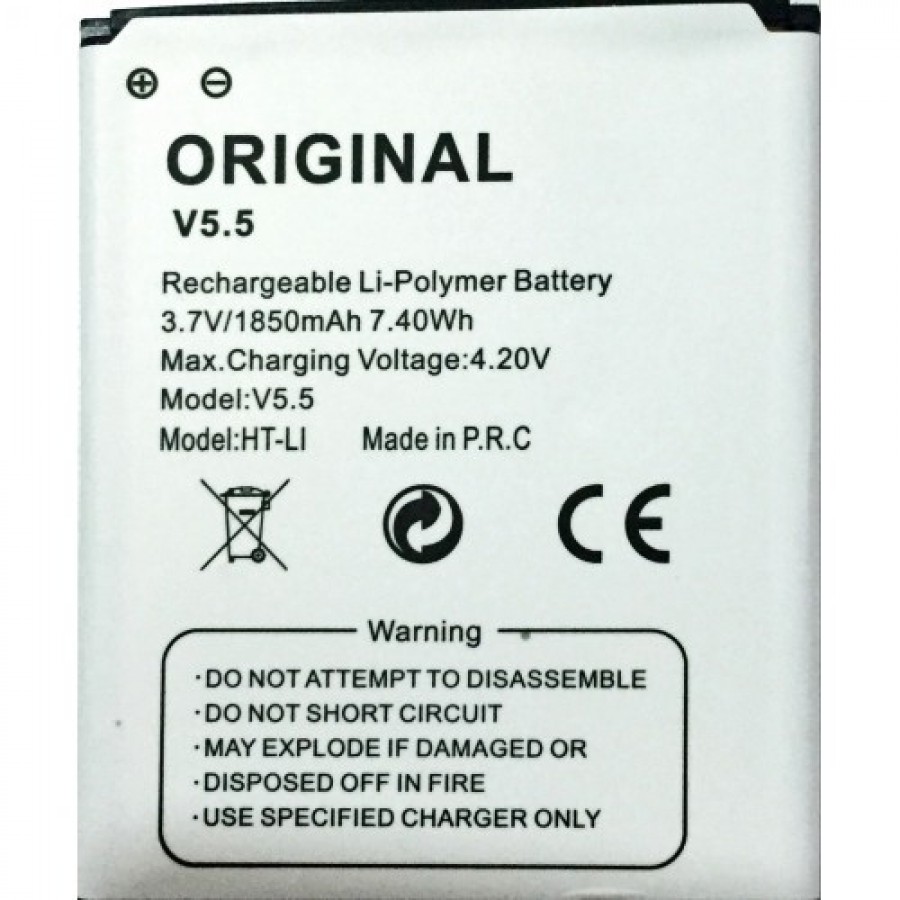 ORIGINAL
V5.5
Rechargeable Li-Polymer Battery
3.7V/1850mAh 7.40Wh
Max.Charging Voltage:4.20V
Model:V5.5
Model:HT-LI Made in P.R.C
CE
Warning
·DO NOT ATTEMPT TO DISASSEMBLE
·DO NOT SHORT CIRCUIT
·MAY EXPLODE IF DAMAGED OR
·DISPOSED OFF IN FIRE
·USE SPECIFIED CHARGER ONLY